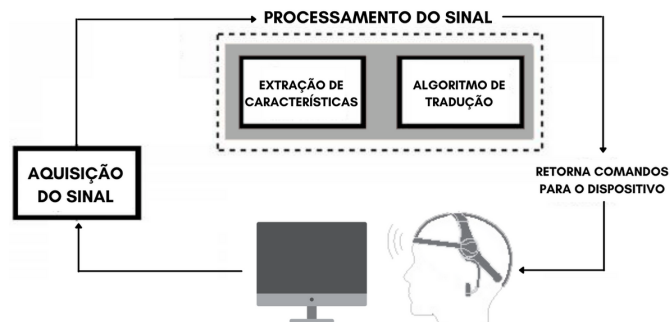 PROCESSAMENTO DO SINAL
EXTRAÇÃO DE
CARACTERÍSTICAS
ALGORITMO DE
TRADUÇÃO
AQUISIÇÃO
DO SINAL
RETORNA COMANDOS
PARA O DISPOSITIVO